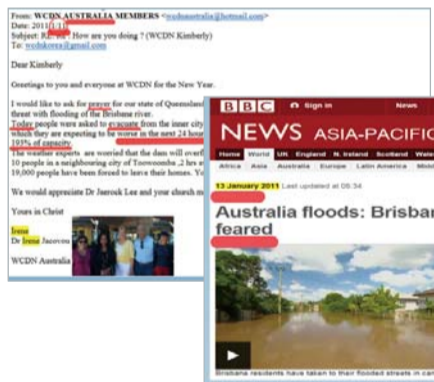 From: WCDN AUSTRALIA MEMBERS <wcdnaustralia@hotmail.com>
Date: 2011/1/11
Subject: RE: Re: How are you doing ? (WCDN Kimberly)
To: wcdnkorea@gmail.com
Dear Kimberly
Greetings to you and everyone at WCDN for the New Year.
I would like to ask for prayer for our state of Queensland
threat with flooding of the Brisbane river.
Today people were asked to evacuate from the inner city
which they are expecting to be worse in the next 24 hour
193% of capacity.
The weather experts are worried that the dam will overf
10 people in a neighbouring city of Toowoomba ,2 hrs a
19,000 people have been forced to leave their homes. Yo
We would appreciate Dr Jaerock Lee and your church m
Yours in Christ
Irene
Dr Irene Jacovou
WCDN Australia
BBC Sign in News
NEWS ASIA-PACIFIC
Home World UK England N. Ireland Scotland Wale
Africa Asia Australia Europe Latin America Midd
13 January 2011 Last updated at 08:34
Australia floods: Brisban
feared
Brisbane residents have taken to their flooded streets in can